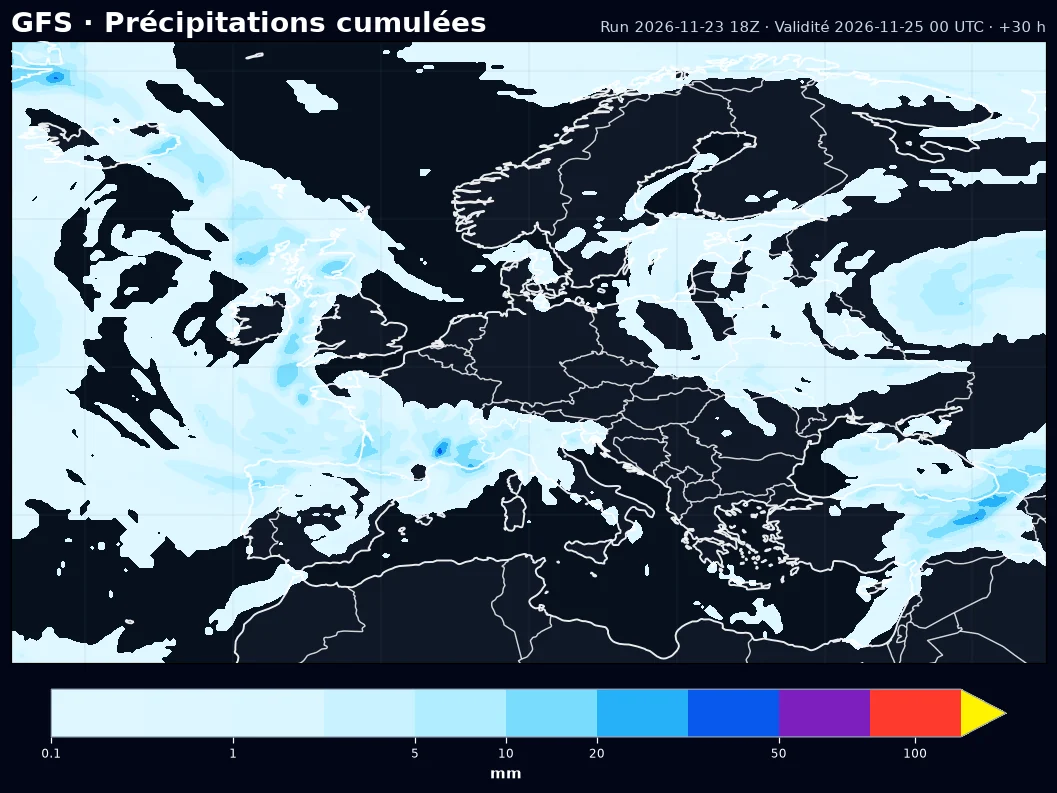 GFS · Précipitations cumulées
Run 2026-11-23 18Z · Validité 2026-11-25 00 UTC · +30 h
0.1 1 5 10 20 50 100
mm